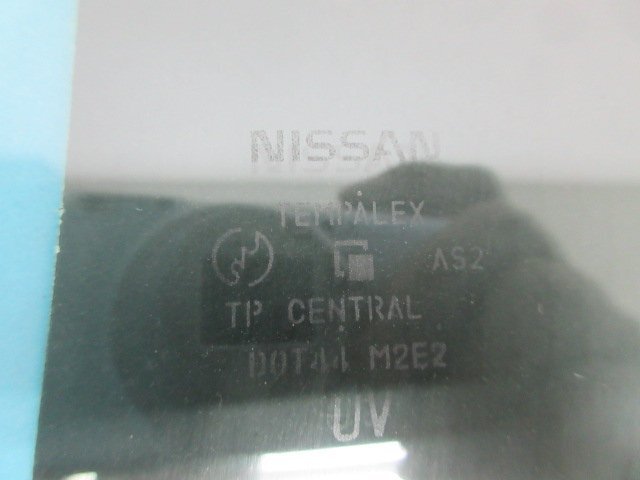 NISSAN
TEMPALEX
AS2
TP CENTRAL
DOT44 M2E2
UV